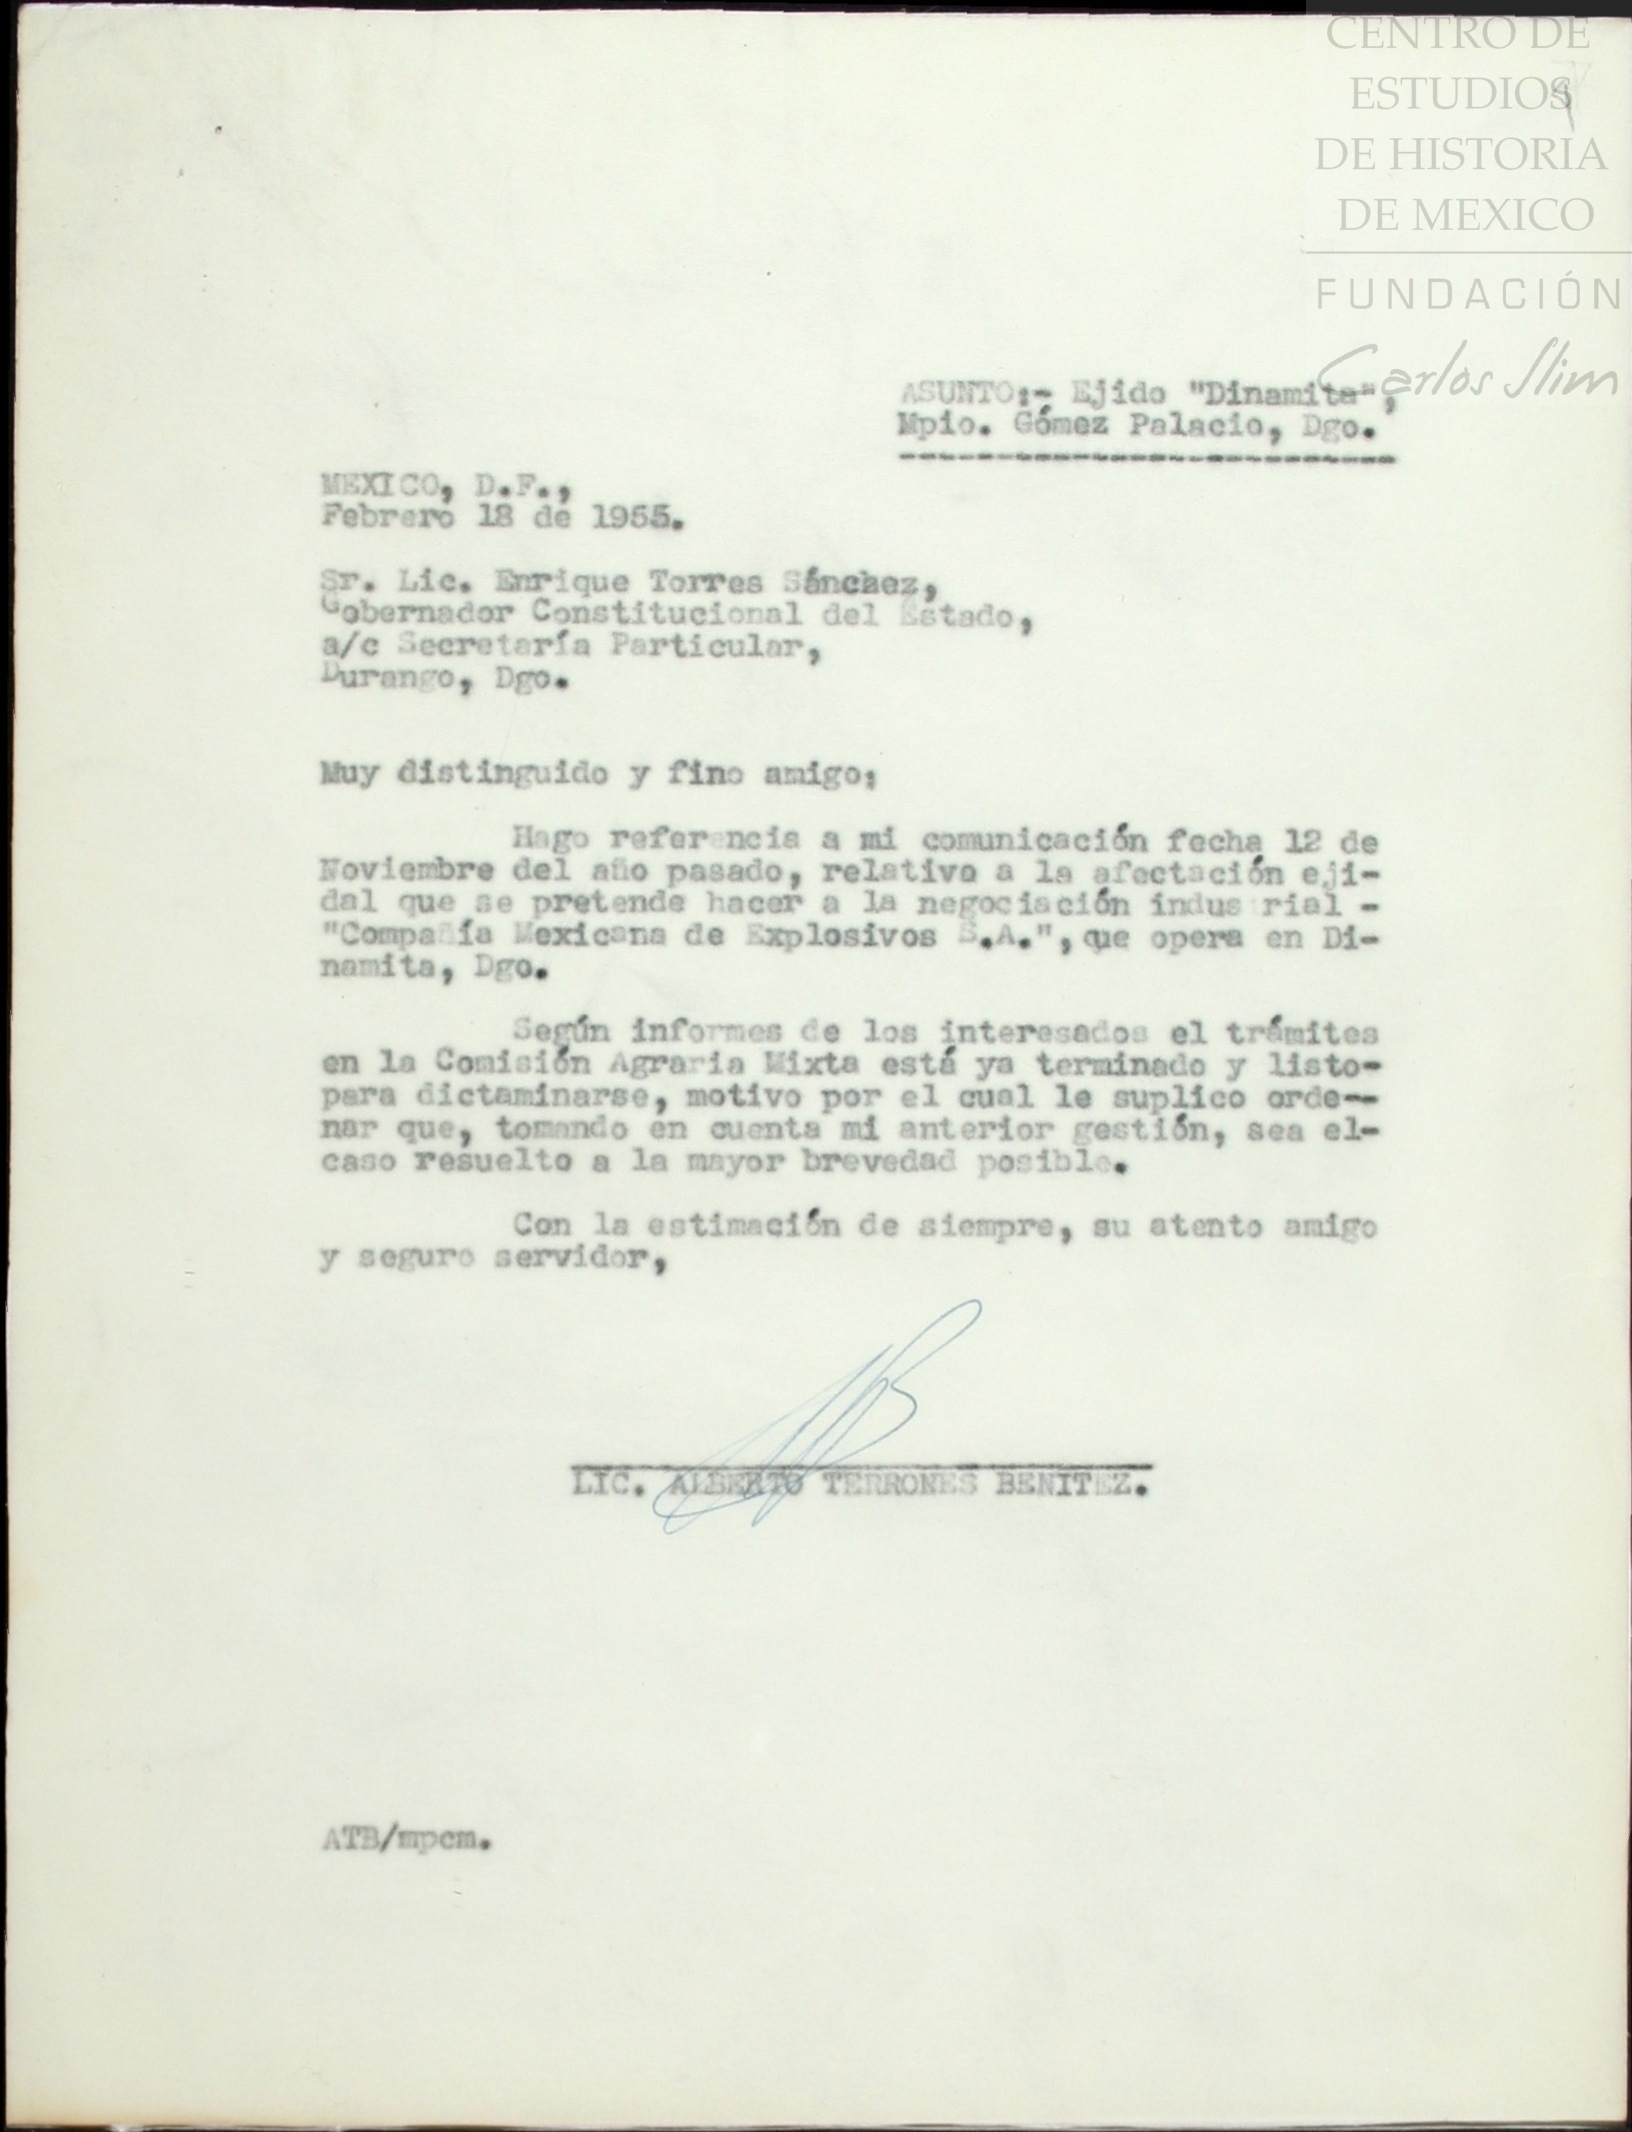 CENTRO DE
ESTUDIOS
DE HISTORIA
DE MEXICO
FUNDACIÓN
Carlos Slim
ASUNTO:- Ejido "Dinamita",
Mpio. Gómez Palacio, Dgo.
MEXICO, D.F.,
Febrero 18 de 1955.
Sr. Lic. Enrique Torres Sánchez,
Gobernador Constitucional del Estado,
a/c Secretaría Particular,
Durango, Dgo.
Muy distinguido y fino amigo:
Hago referencia a mi comunicación fecha 12 de
Noviembre del año pasado, relativo a la afectación eji-
dal que se pretende hacer a la negociación industrial -
"Compañía Mexicana de Explosivos S.A.", que opera en Di-
namita, Dgo.
Según informes de los interesados el trámites
en la Comisión Agraria Mixta está ya terminado y listo-
para dictaminarse, motivo por el cual le suplico orde--
nar que, tomando en cuenta mi anterior gestión, sea el-
caso resuelto a la mayor brevedad posible.
Con la estimación de siempre, su atento amigo
y seguro servidor,
LIC. ALBERTO TERRONES BENITEZ.
ATB/mpcm.